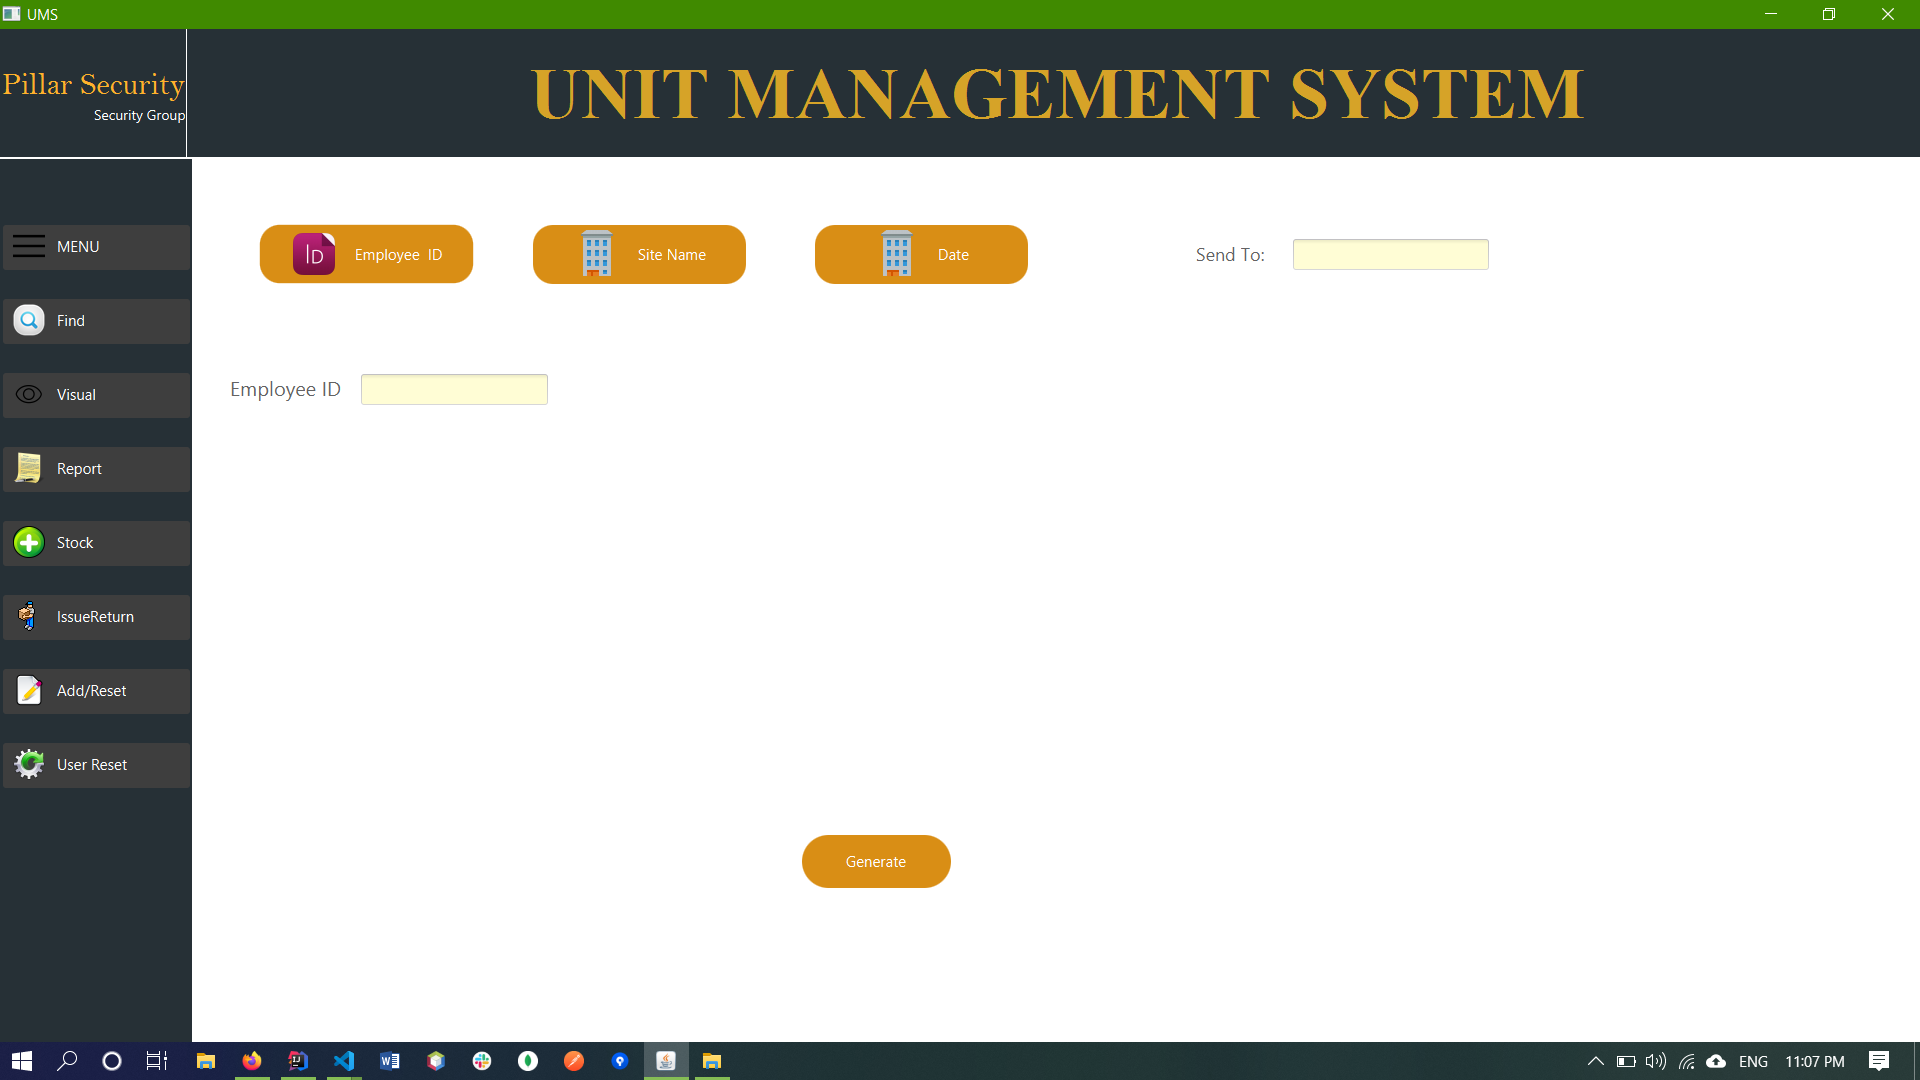 UMS
Pillar Security
Security Group
UNIT MANAGEMENT SYSTEM
MENU
Find
Visual
Report
Stock
IssueReturn
Add/Reset
User Reset
ID Employee ID
Site Name
Date
Send To:
Employee ID
Generate
ENG
11:07 PM